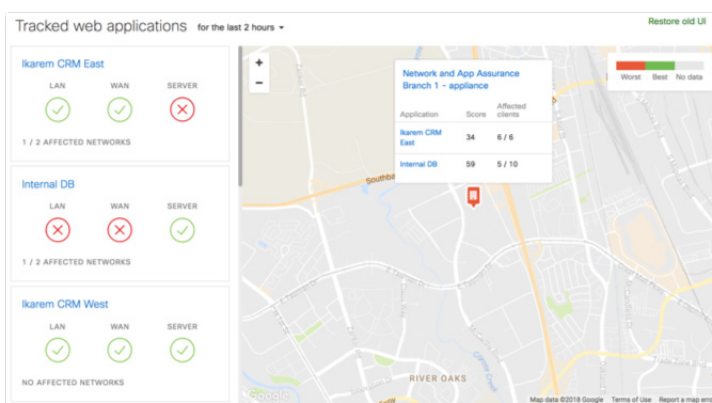 Tracked web applications for the last 2 hours
Restore old UI
Ikarem CRM East
LAN WAN SERVER
1 / 2 AFFECTED NETWORKS
Internal DB
LAN WAN SERVER
1 / 2 AFFECTED NETWORKS
Ikarem CRM West
LAN WAN SERVER
NO AFFECTED NETWORKS
+
−
Network and App Assurance
Branch 1 - appliance
Application Score Affected
clients
Ikarem CRM
East 34 6 / 6
Internal DB 59 5 / 10
Worst Best No data
RIVER OAKS
Google
Map data ©2018 Google Terms of Use Report a map